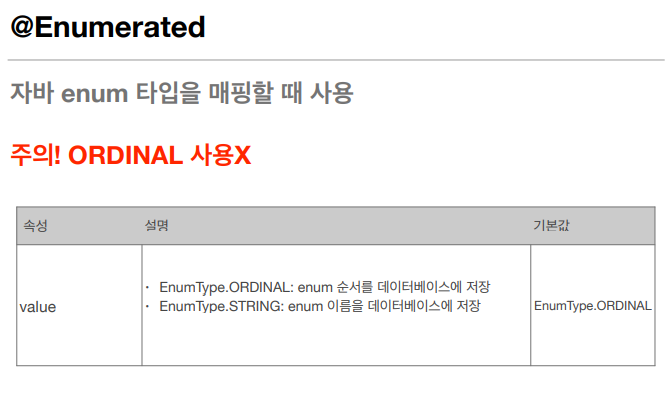 @Enumerated
자바 enum 타입을 매핑할 때 사용
주의! ORDINAL 사용X
속성 설명 기본값
value
• EnumType.ORDINAL: enum 순서를 데이터베이스에 저장
• EnumType.STRING: enum 이름을 데이터베이스에 저장
EnumType.ORDINAL